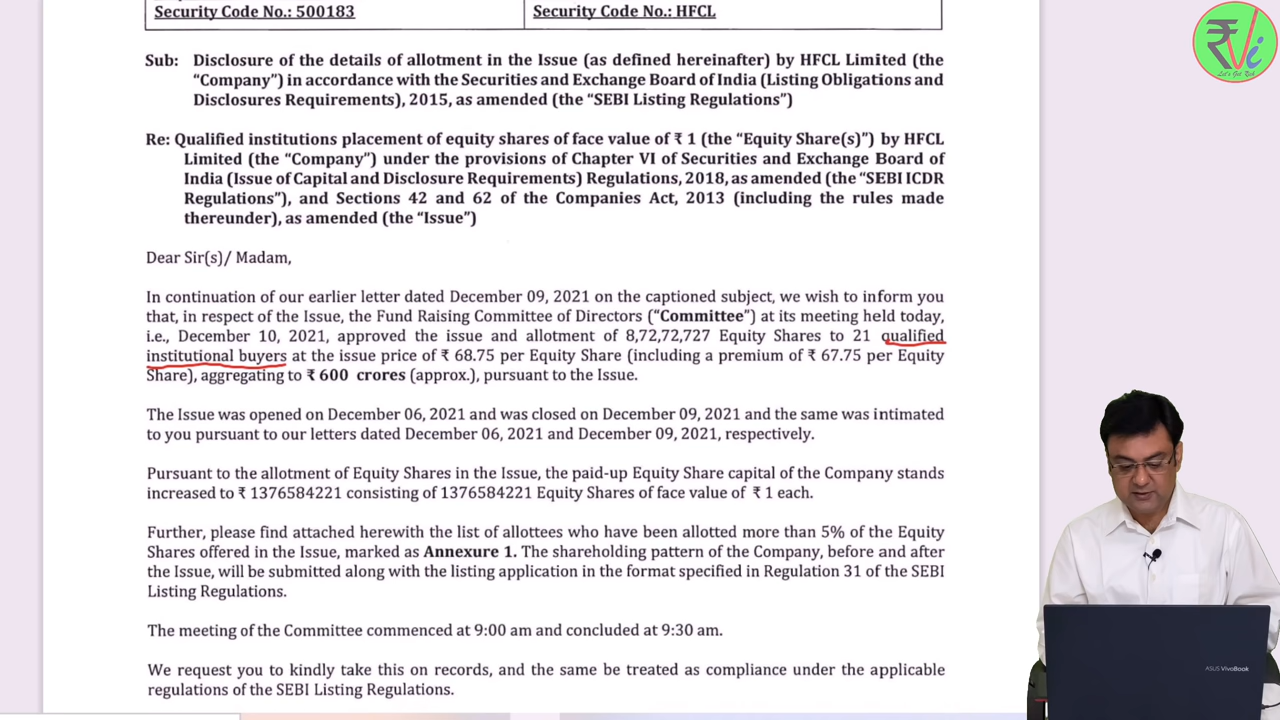 Security Code No.: 500183
Security Code No.: HFCL
Sub: Disclosure of the details of allotment in the Issue (as defined hereinafter) by HFCL Limited (the
“Company”) in accordance with the Securities and Exchange Board of India (Listing Obligations and
Disclosures Requirements), 2015, as amended (the “SEBI Listing Regulations”)
Re: Qualified institutions placement of equity shares of face value of ₹ 1 (the “Equity Share(s)”) by HFCL
Limited (the “Company”) under the provisions of Chapter VI of Securities and Exchange Board of
India (Issue of Capital and Disclosure Requirements) Regulations, 2018, as amended (the “SEBI ICDR
Regulations”), and Sections 42 and 62 of the Companies Act, 2013 (including the rules made
thereunder), as amended (the “Issue”)
Dear Sir(s)/ Madam,
In continuation of our earlier letter dated December 09, 2021 on the captioned subject, we wish to inform you
that, in respect of the Issue, the Fund Raising Committee of Directors (“Committee”) at its meeting held today,
i.e., December 10, 2021, approved the issue and allotment of 8,72,72,727 Equity Shares to 21 qualified
institutional buyers at the issue price of ₹ 68.75 per Equity Share (including a premium of ₹ 67.75 per Equity
Share), aggregating to ₹ 600 crores (approx.), pursuant to the Issue.
The Issue was opened on December 06, 2021 and was closed on December 09, 2021 and the same was intimated
to you pursuant to our letters dated December 06, 2021 and December 09, 2021, respectively.
Pursuant to the allotment of Equity Shares in the Issue, the paid-up Equity Share capital of the Company stands
increased to ₹ 1376584221 consisting of 1376584221 Equity Shares of face value of ₹ 1 each.
Further, please find attached herewith the list of allottees who have been allotted more than 5% of the Equity
Shares offered in the Issue, marked as Annexure 1. The shareholding pattern of the Company, before and after
the Issue, will be submitted along with the listing application in the format specified in Regulation 31 of the SEBI
Listing Regulations.
The meeting of the Committee commenced at 9:00 am and concluded at 9:30 am.
We request you to kindly take this on records, and the same be treated as compliance under the applicable
regulations of the SEBI Listing Regulations.
₹Vi
Let's Get Rich
ASUS VivoBook